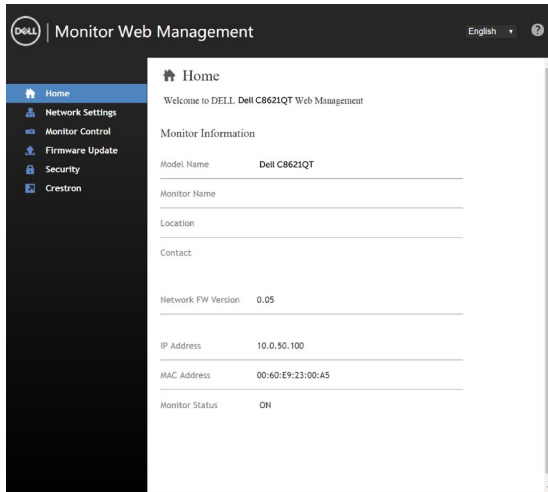 DELL | Monitor Web Management
English
?
Home
Network Settings
Monitor Control
Firmware Update
Security
Crestron
Home
Welcome to DELL Dell C8621QT Web Management
Monitor Information
Model Name Dell C8621QT
Monitor Name
Location
Contact
Network FW Version 0.05
IP Address 10.0.50.100
MAC Address 00:60:E9:23:00:A5
Monitor Status ON